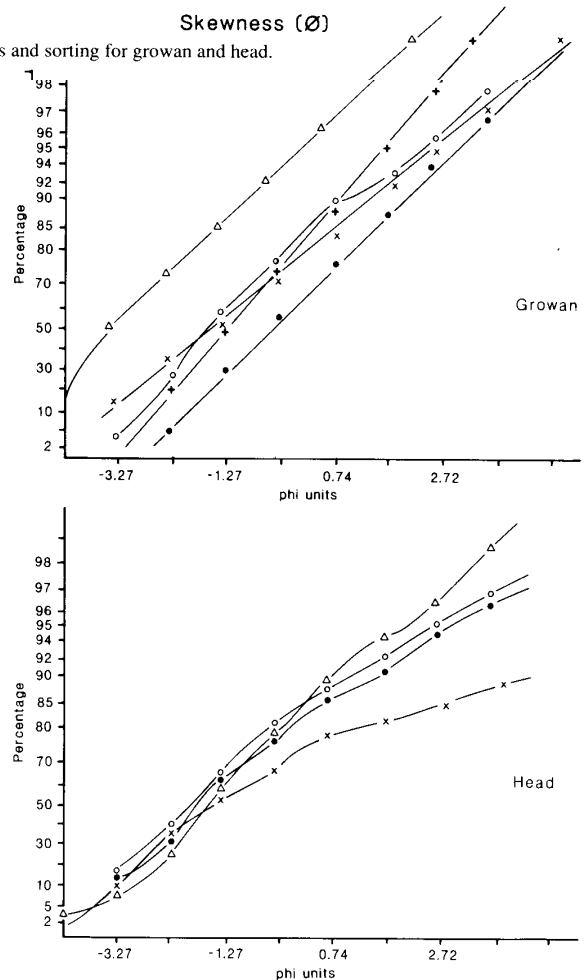 Skewness (Ø)
s and sorting for growan and head.
98
97
96
95
94
92
90
85
80
70
50
30
10
2
Percentage
Growan
-3.27 -1.27 0.74 2.72
phi units
98
97
96
95
94
92
90
85
80
70
50
30
10
5
2
Percentage
Head
-3.27 -1.27 0.74 2.72
phi units